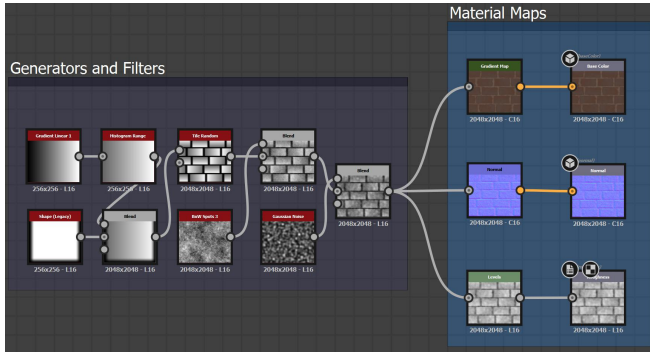 Material Maps
Generators and Filters
Gradient Map
Base Color
2048x2048 - C16
2048x2048 - C16
Gradient Linear 1
Histogram Range
Tile Random
Blend
256x256 - L16
256x256 - L16
2048x2048 - L16
2048x2048 - L16
Blend
2048x2048 - L16
Normal
Normal
2048x2048 - C16
2048x2048 - C16
Shape (Legacy)
Blend
BnW Spots 3
Gaussian Noise
256x256 - L16
2048x2048 - L16
2048x2048 - L16
2048x2048 - L16
Levels
2048x2048 - L16
2048x2048 - L16